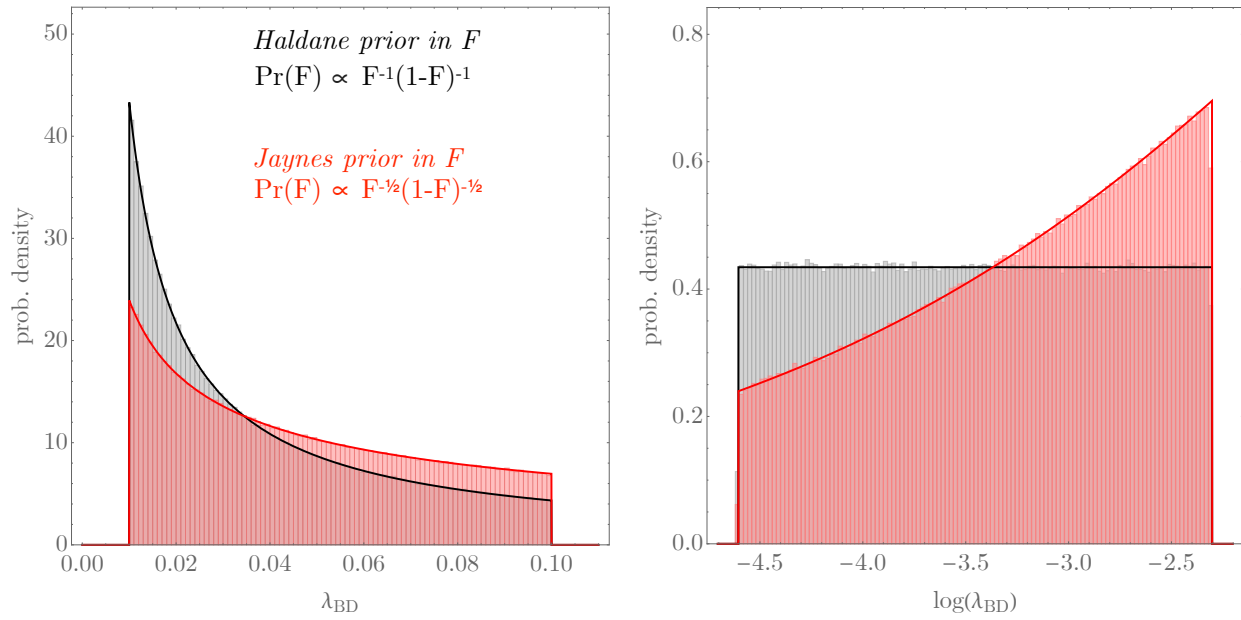 Haldane prior in F
Pr(F) ∝ F⁻¹(1-F)⁻¹
Jaynes prior in F
Pr(F) ∝ F⁻½(1-F)⁻½
50
40
30
20
10
0
prob. density
0.00 0.02 0.04 0.06 0.08 0.10
λBD
0.8
0.6
0.4
0.2
0.0
prob. density
−4.5 −4.0 −3.5 −3.0 −2.5
log(λBD)